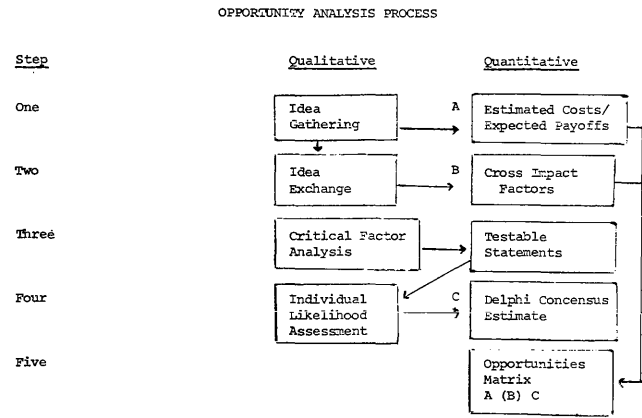 OPPORTUNITY ANALYSIS PROCESS
Step Qualitative Quantitative
One
Idea
Gathering
A
Estimated Costs/
Expected Payoffs
Two
Idea
Exchange
B
Cross Impact
Factors
Three
Critical Factor
Analysis
Testable
Statements
Four
Individual
Likelihood
Assessment
C
Delphi Concensus
Estimate
Five
Opportunities
Matrix
A (B) C